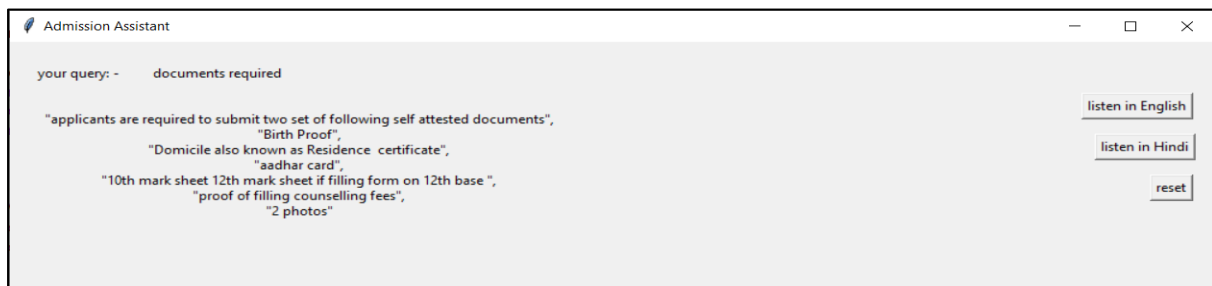 Admission Assistant
your query: - documents required
listen in English
"applicants are required to submit two set of following self attested documents",
"Birth Proof",
listen in Hindi
"Domicile also known as Residence  certificate",
"aadhar card",
"10th mark sheet 12th mark sheet if filling form on 12th base ",
reset
"proof of filling counselling fees",
"2 photos"